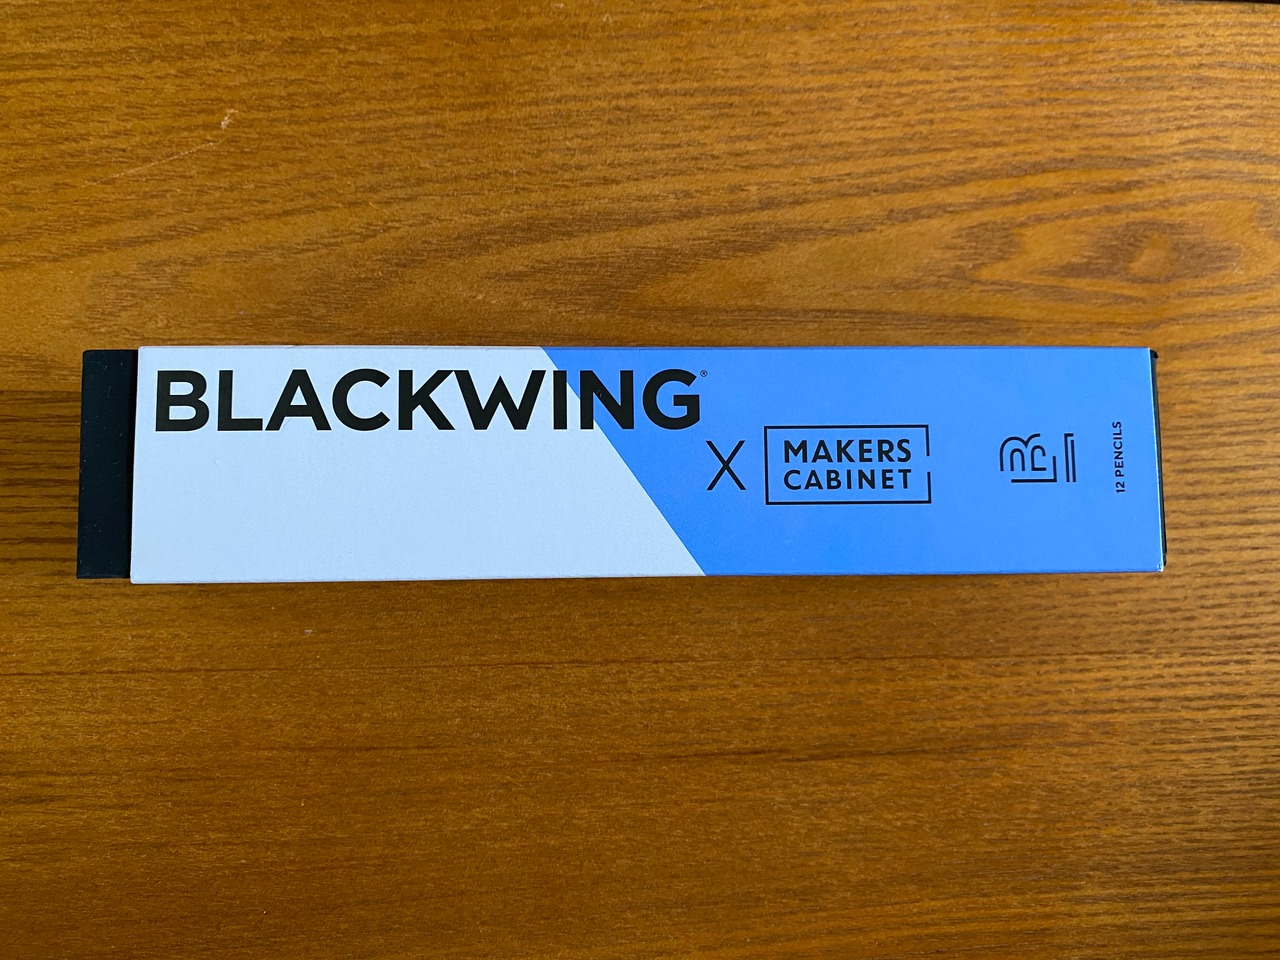 BLACKWING®
X
MAKERS
CABINET
12 PENCILS